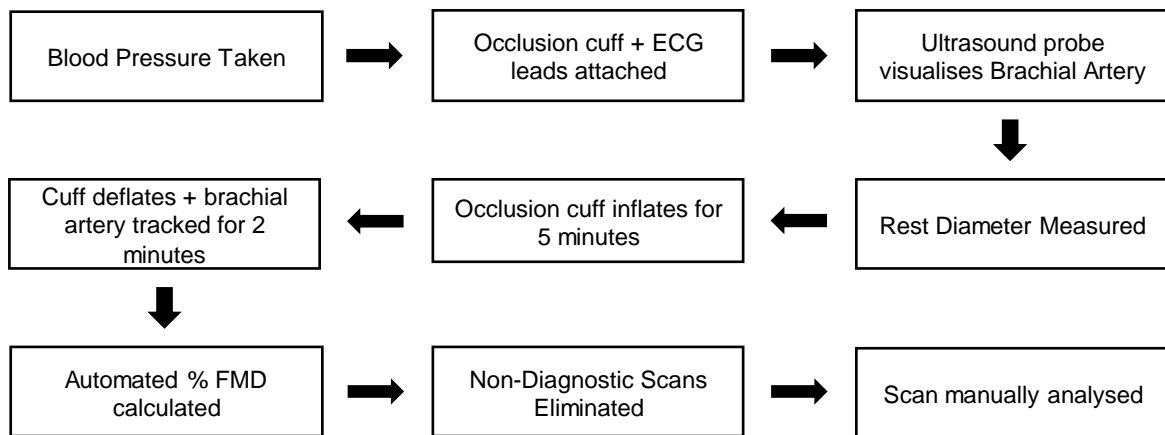 Blood Pressure Taken
Occlusion cuff + ECG
leads attached
Ultrasound probe
visualises Brachial Artery
Rest Diameter Measured
Occlusion cuff inflates for
5 minutes
Cuff deflates + brachial
artery tracked for 2
minutes
Automated % FMD
calculated
Non-Diagnostic Scans
Eliminated
Scan manually analysed